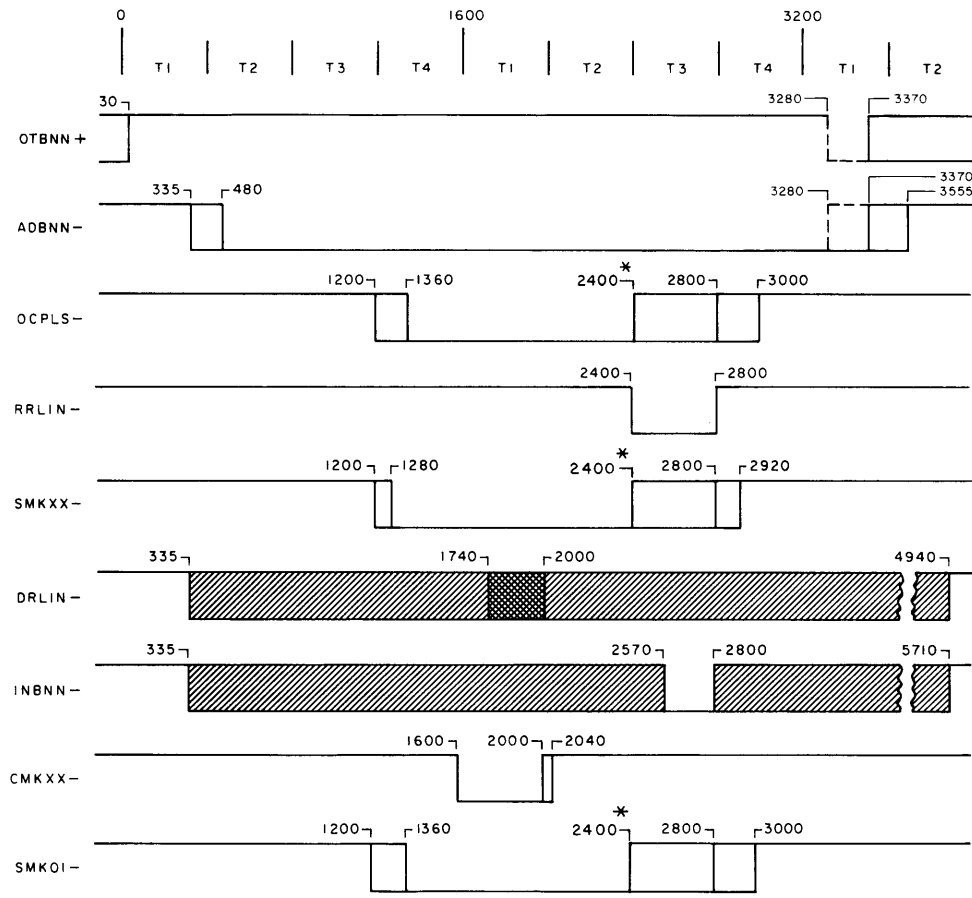 0 1600 3200
T1 T2 T3 T4 T1 T2 T3 T4 T1 T2
30 3280 3370
OTBNN+
3370
335 480 3280 3555
ADBNN-
*
1200 1360 2400 2800 3000
OCPLS-
2400 2800
RRLIN-
*
1200 1280 2400 2800 2920
SMKXX-
335 1740 2000 4940
DRLIN-
335 2570 2800 5710
INBNN-
1600 2000 2040
CMKXX-
*
1200 1360 2400 2800 3000
SMK01-